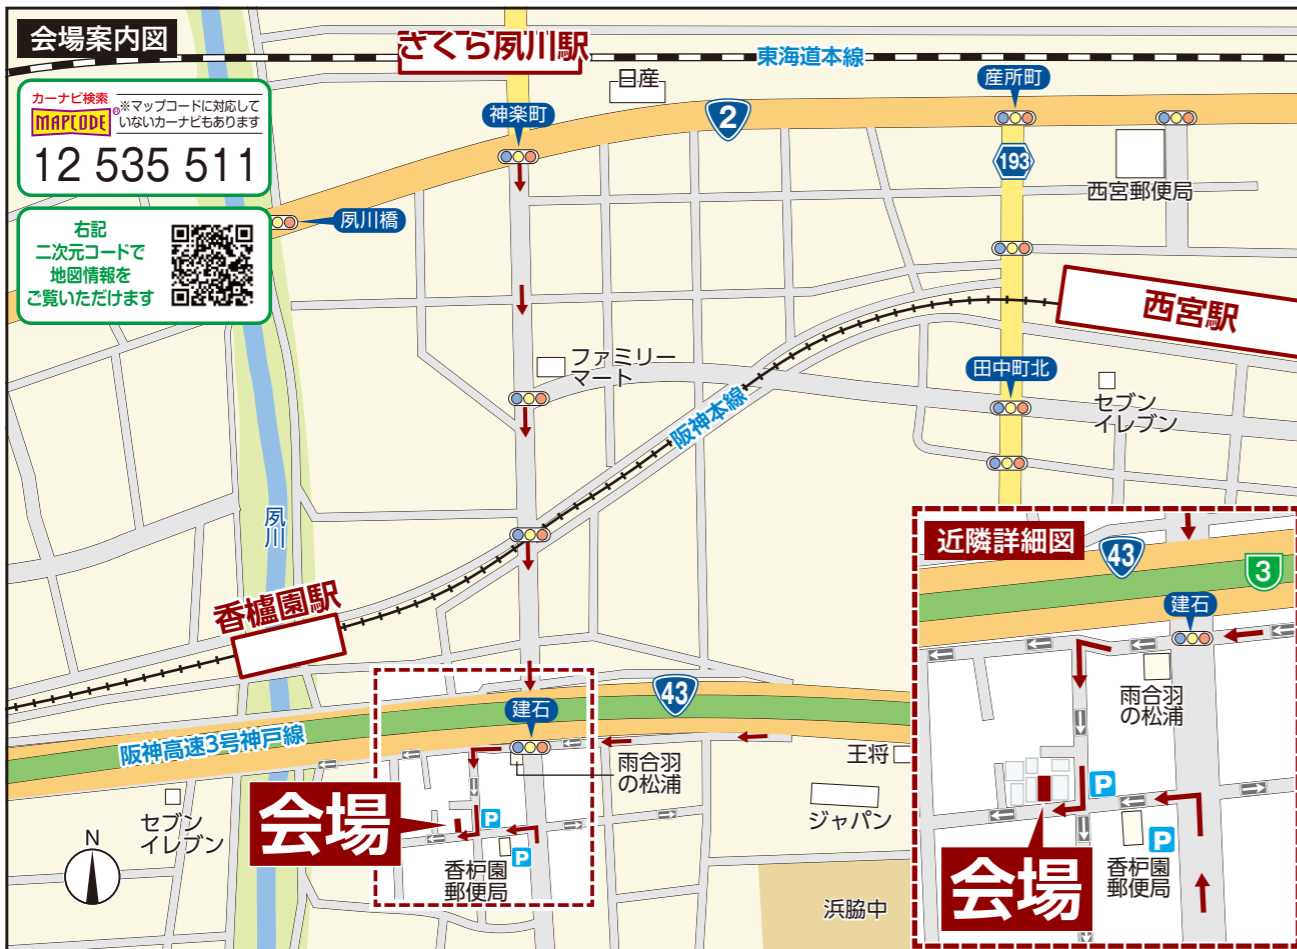 会場案内図
さくら夙川駅
東海道本線
日産
産所町
カーナビ検索
MAPCODE®
※マップコードに対応して
いないカーナビもあります
12 535 511
神楽町
2
193
西宮郵便局
夙川橋
右記
二次元コードで
地図情報を
ご覧いただけます
西宮駅
ファミリー
マート
田中町北
セブン
イレブン
阪神本線
夙川
香櫨園駅
43
建石
阪神高速3号神戸線
雨合羽
の松浦
王将
ジャパン
セブン
イレブン
会場
P
P
香枦園
郵便局
浜脇中
N
近隣詳細図
43
3
建石
雨合羽
の松浦
P
P
香枦園
郵便局
会場